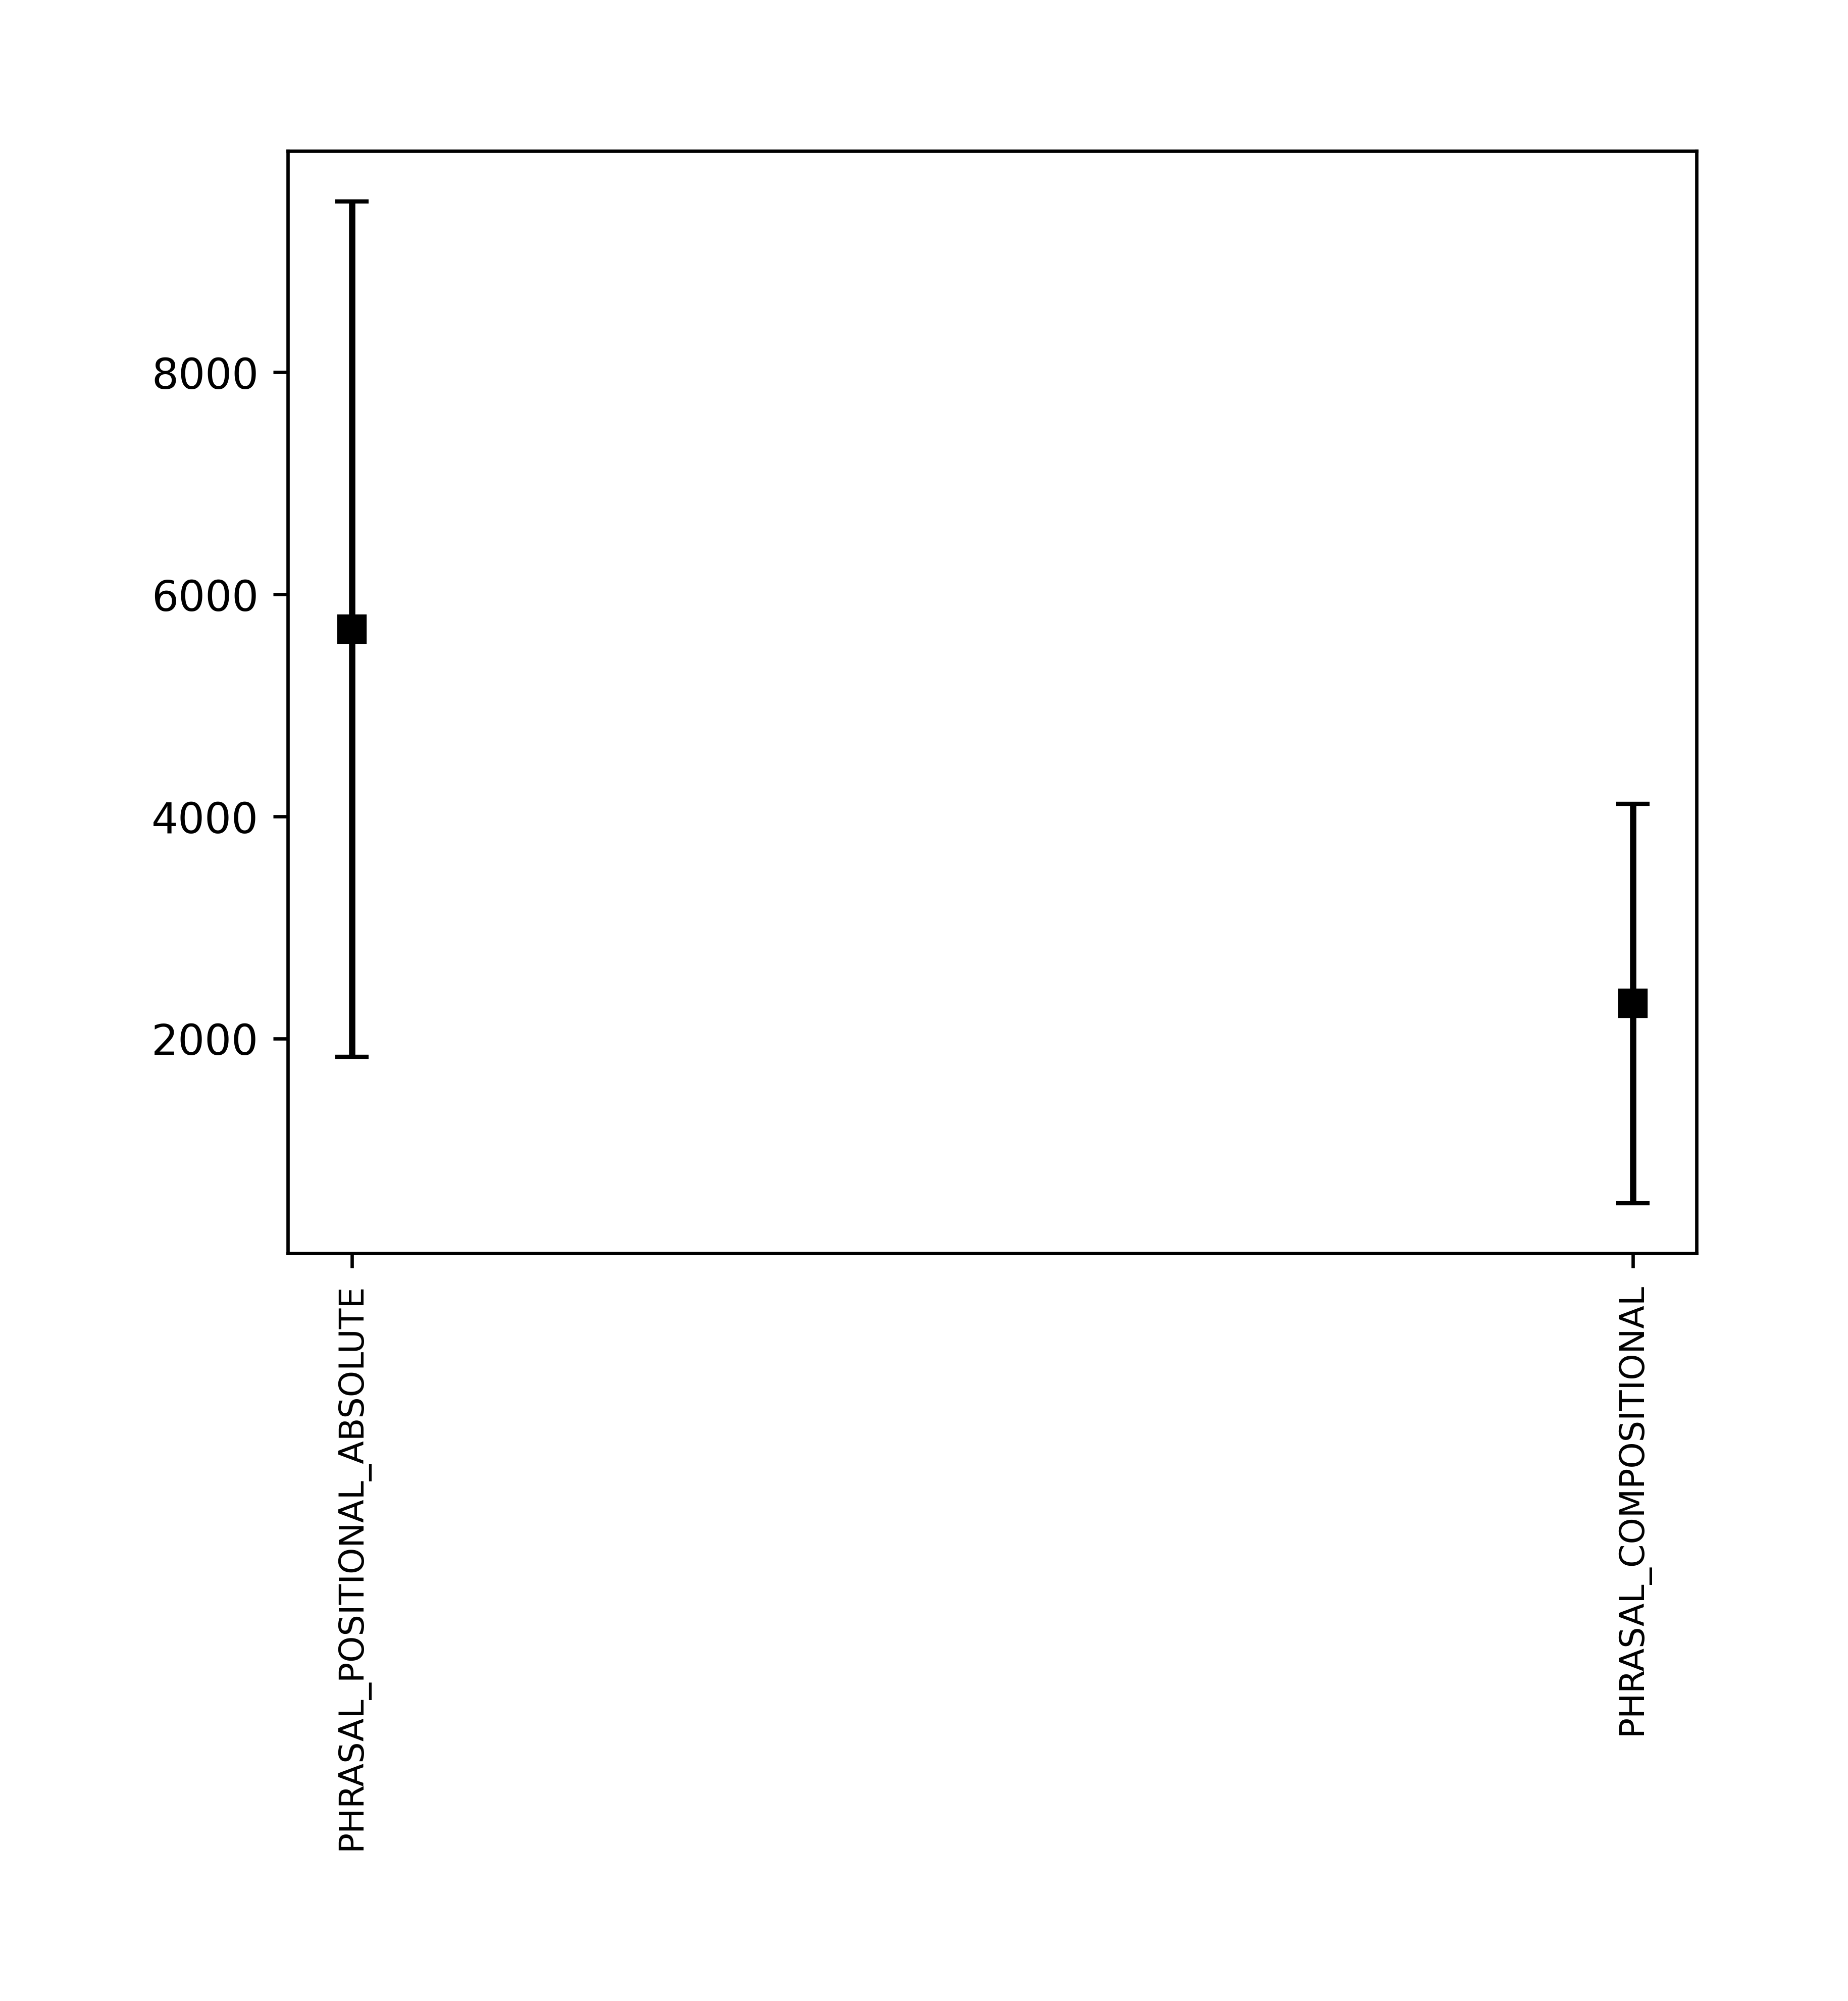 8000
6000
4000
2000
PHRASAL_POSITIONAL_ABSOLUTE
PHRASAL_COMPOSITIONAL